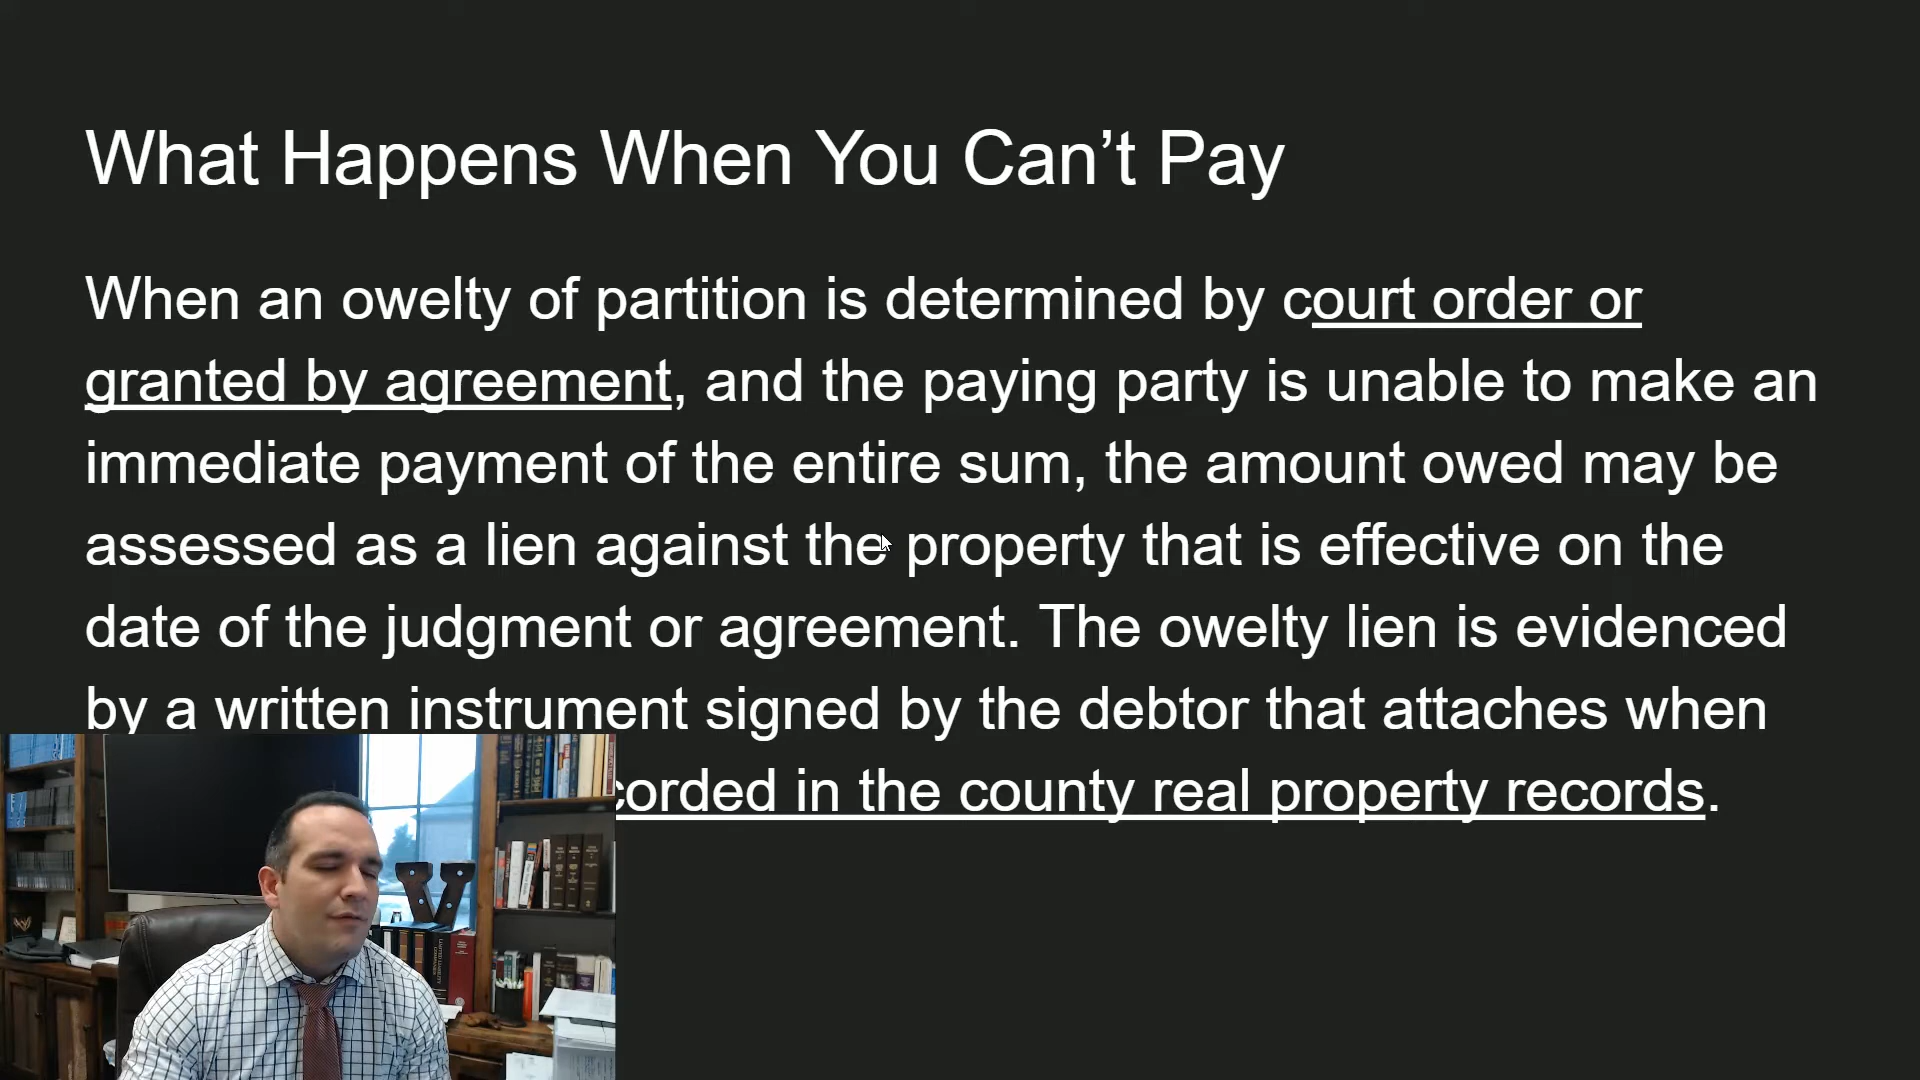 What Happens When You Can’t Pay
When an owelty of partition is determined by court order or
granted by agreement, and the paying party is unable to make an
immediate payment of the entire sum, the amount owed may be
assessed as a lien against the property that is effective on the
date of the judgment or agreement. The owelty lien is evidenced
by a written instrument signed by the debtor that attaches when
corded in the county real property records.
V